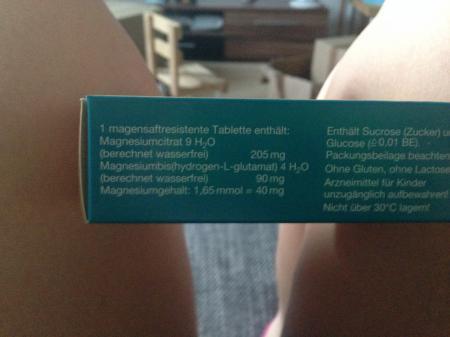 1 magensaftresistente Tablette enthält:
Magnesiumcitrat 9 H₂O
(berechnet wasserfrei) 205 mg
Magnesiumbis(hydrogen-L-glutamat) 4 H₂O
(berechnet wasserfrei) 90 mg
Magnesiumgehalt: 1,65 mmol = 40 mg
Enthält Sucrose (Zucker) u
Glucose (≙ 0,01 BE).
Packungsbeilage beachten
Ohne Gluten, ohne Lactose
Arzneimittel für Kinder
unzugänglich aufbewahren!
Nicht über 30°C lagern!